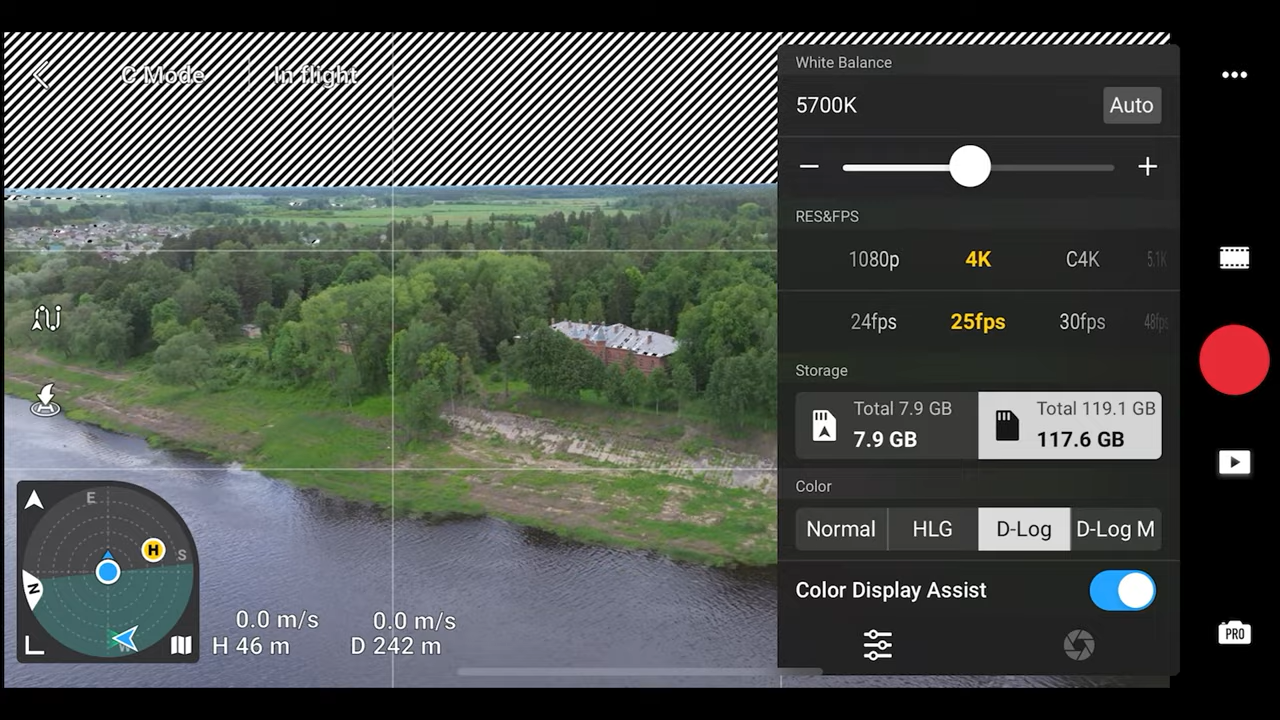 C Mode
In flight
White Balance
5700K
Auto
RES&FPS
1080p
4K
C4K
5.1K
24fps
25fps
30fps
48fps
Storage
Total 7.9 GB
7.9 GB
Total 119.1 GB
117.6 GB
Color
Normal
HLG
D-Log
D-Log M
Color Display Assist
E
S
H
N
W
0.0 m/s
0.0 m/s
H 46 m
D 242 m
PRO